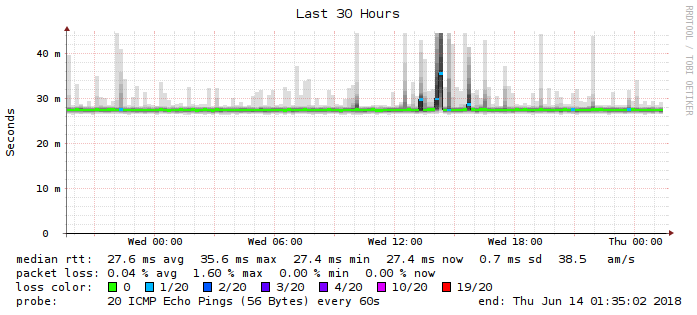 Last 30 Hours
RRDTOOL / TOBI OETIKER
Seconds
40 m
30 m
20 m
10 m
0
Wed 00:00 Wed 06:00 Wed 12:00 Wed 18:00 Thu 00:00
median rtt: 27.6 ms avg 35.6 ms max 27.4 ms min 27.4 ms now 0.7 ms sd 38.5 am/s
packet loss: 0.04 % avg 1.60 % max 0.00 % min 0.00 % now
loss color: 0 1/20 2/20 3/20 4/20 10/20 19/20
probe: 20 ICMP Echo Pings (56 Bytes) every 60s end: Thu Jun 14 01:35:02 2018